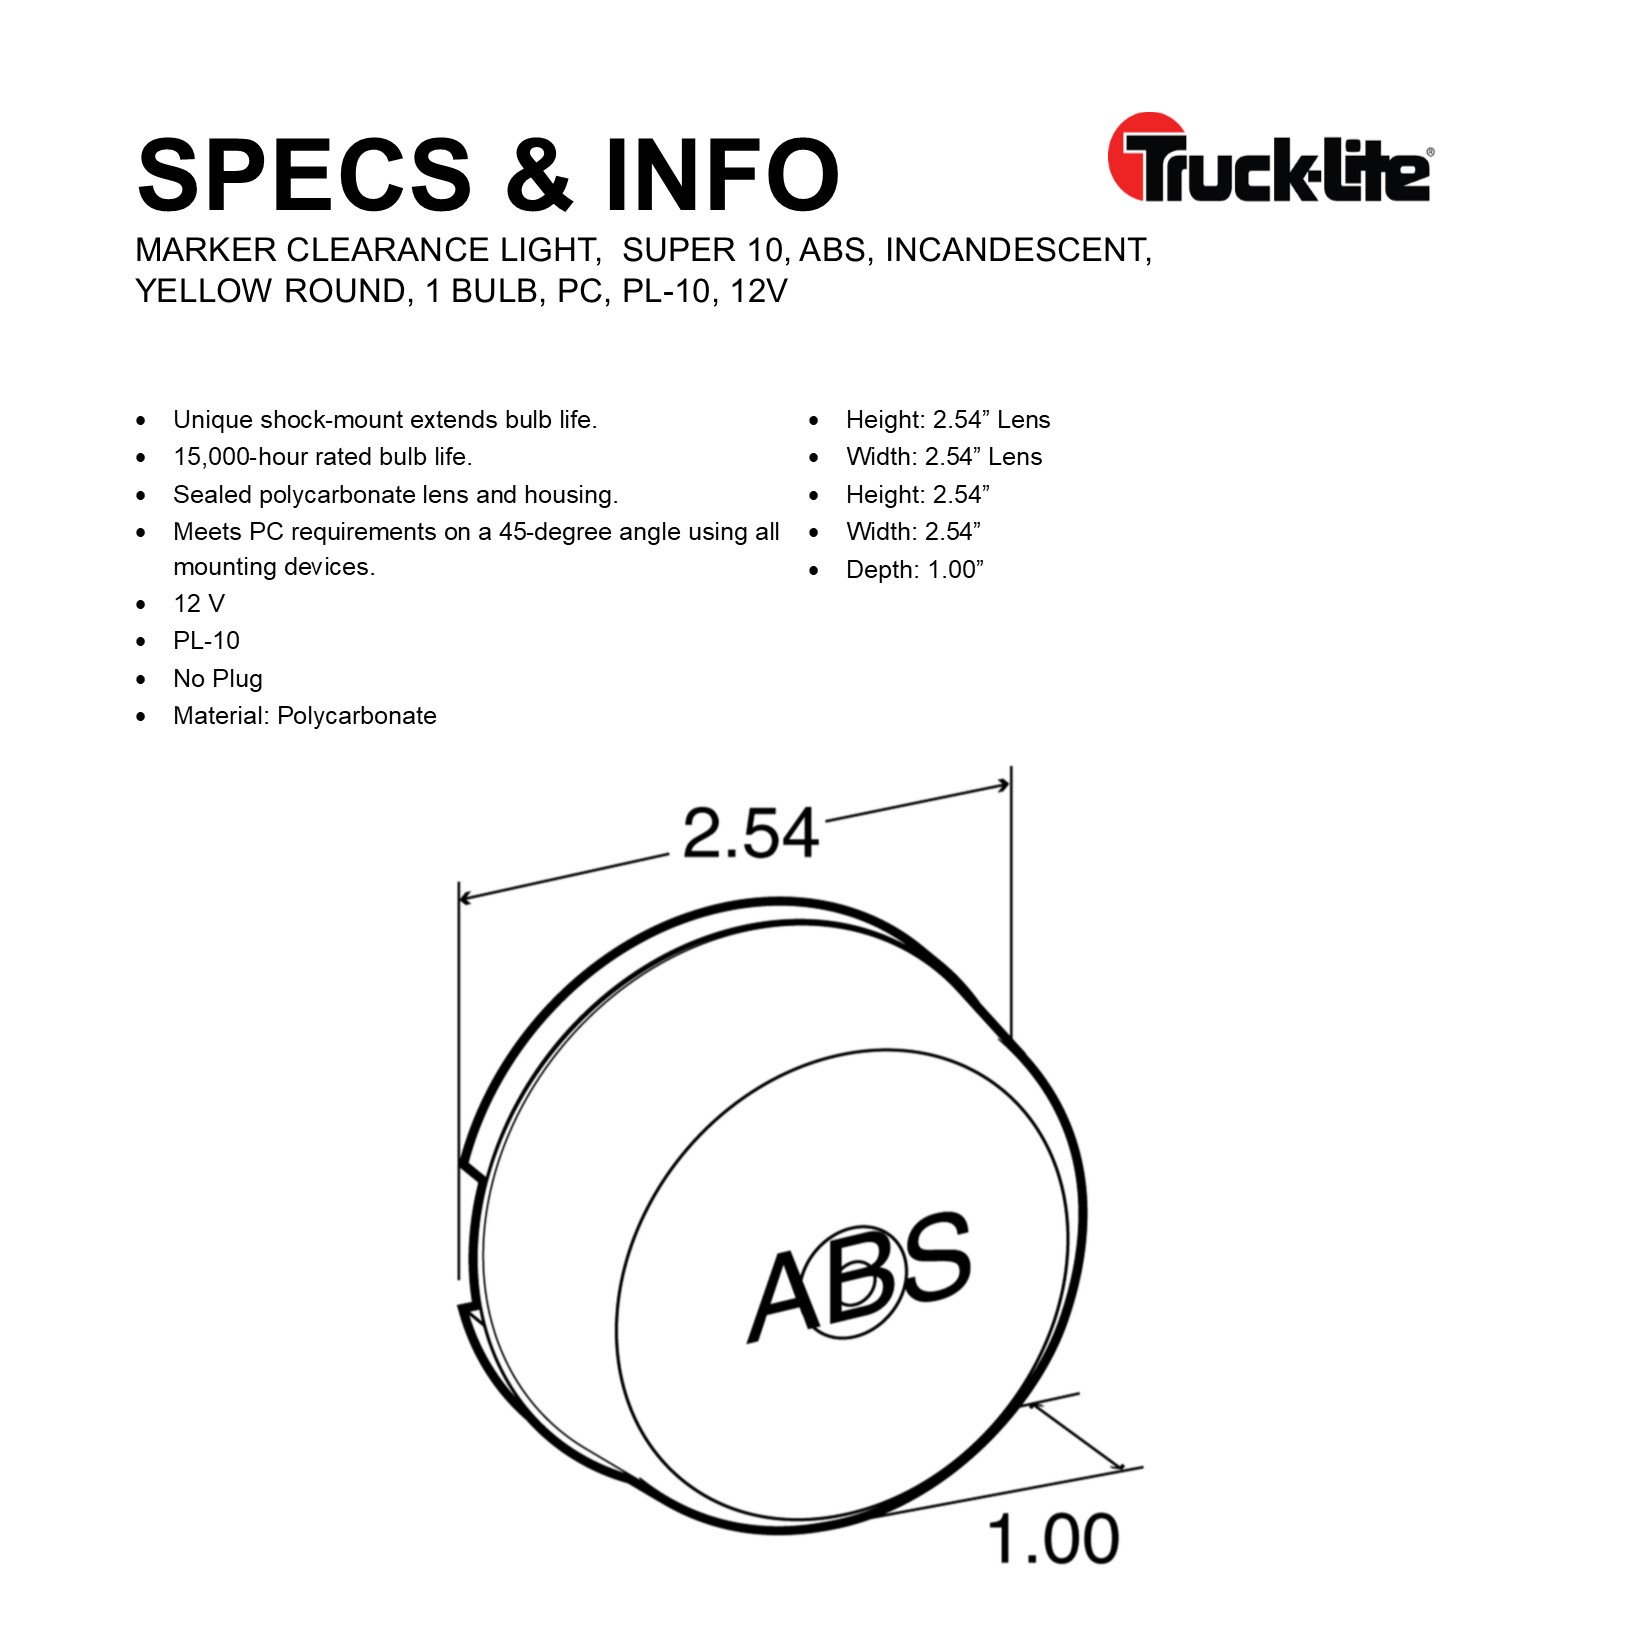 SPECS & INFO
Truck-Lite®
MARKER CLEARANCE LIGHT,  SUPER 10, ABS, INCANDESCENT,
YELLOW ROUND, 1 BULB, PC, PL-10, 12V
• Unique shock-mount extends bulb life.
• 15,000-hour rated bulb life.
• Sealed polycarbonate lens and housing.
• Meets PC requirements on a 45-degree angle using all
mounting devices.
• 12 V
• PL-10
• No Plug
• Material: Polycarbonate
• Height: 2.54” Lens
• Width: 2.54” Lens
• Height: 2.54”
• Width: 2.54”
• Depth: 1.00”
2.54
ABS
1.00